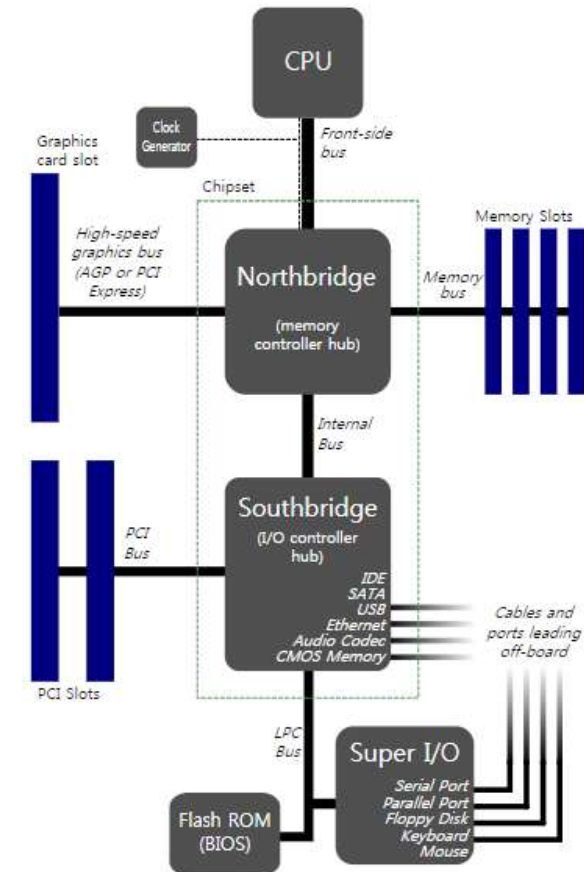 CPU
Clock
Generator
Front-side
bus
Graphics
card slot
Chipset
High-speed
graphics bus
(AGP or PCI
Express)
Northbridge
(memory
controller hub)
Memory Slots
Memory
bus
Internal
Bus
Southbridge
(I/O controller
hub)
PCI
Bus
IDE
SATA
USB
Ethernet
Audio Codec
CMOS Memory
Cables and
ports leading
off-board
PCI Slots
LPC
Bus
Super I/O
Serial Port
Parallel Port
Floppy Disk
Keyboard
Mouse
Flash ROM
(BIOS)